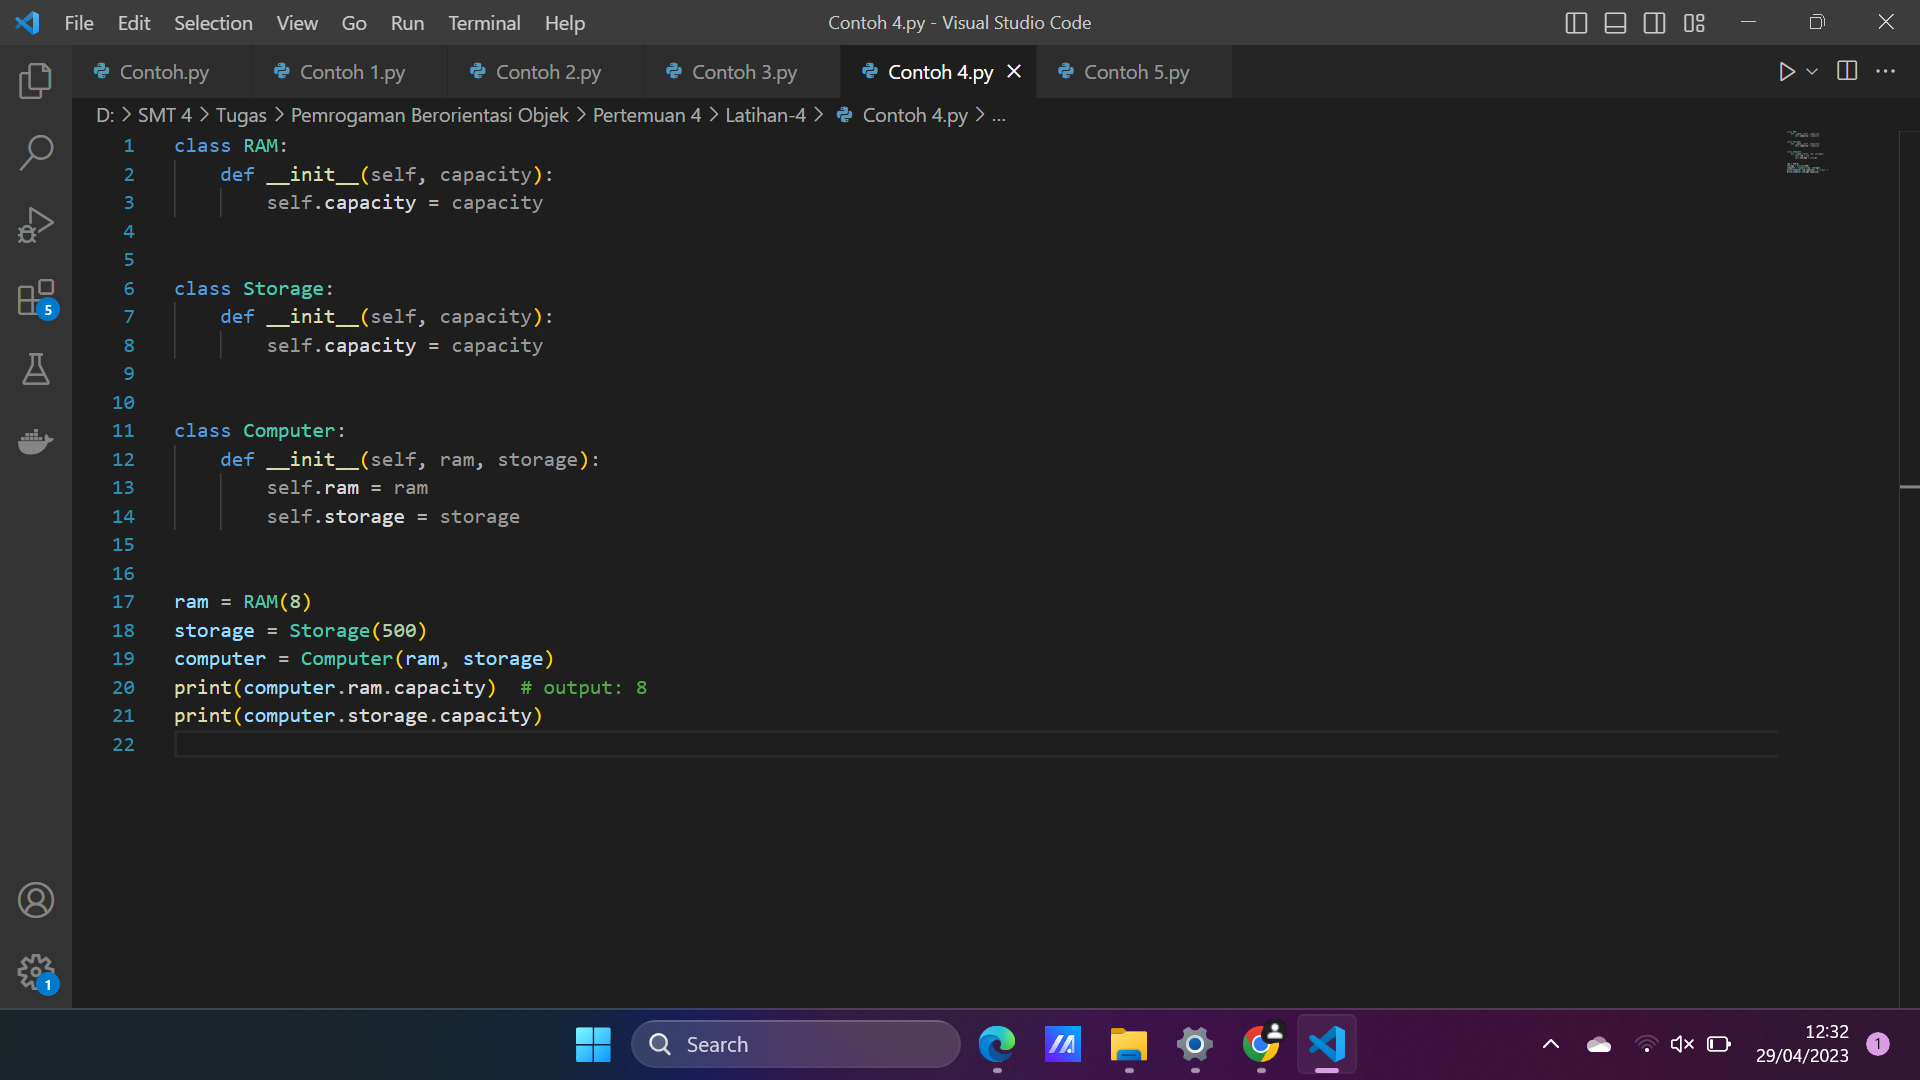 File Edit Selection View Go Run Terminal Help Contoh 4.py - Visual Studio Code
Contoh.py Contoh 1.py Contoh 2.py Contoh 3.py Contoh 4.py Contoh 5.py
D: > SMT 4 > Tugas > Pemrogaman Berorientasi Objek > Pertemuan 4 > Latihan-4 > Contoh 4.py > ...
1 class RAM:
2     def __init__(self, capacity):
3         self.capacity = capacity
4
5
6 class Storage:
7     def __init__(self, capacity):
8         self.capacity = capacity
9
10
11 class Computer:
12     def __init__(self, ram, storage):
13         self.ram = ram
14         self.storage = storage
15
16
17 ram = RAM(8)
18 storage = Storage(500)
19 computer = Computer(ram, storage)
20 print(computer.ram.capacity)  # output: 8
21 print(computer.storage.capacity)
22
5
1
Search
12:32
29/04/2023
1